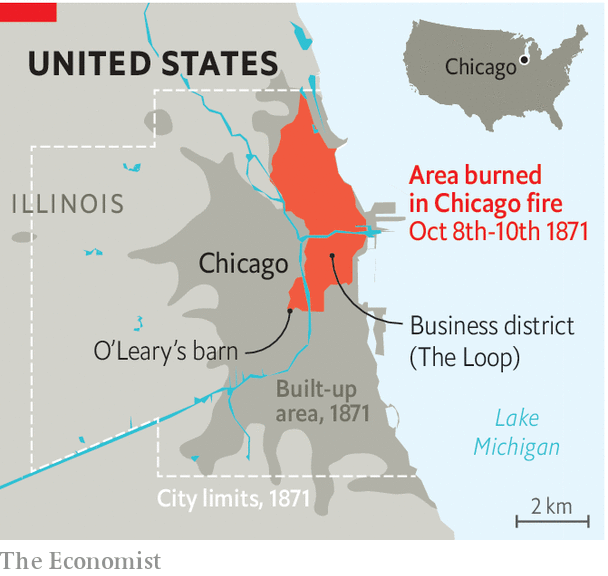 UNITED STATES
Chicago
Area burned
in Chicago fire
Oct 8th-10th 1871
ILLINOIS
Chicago
O’Leary’s barn
Business district
(The Loop)
Built-up
area, 1871
Lake
Michigan
City limits, 1871
2 km
The Economist